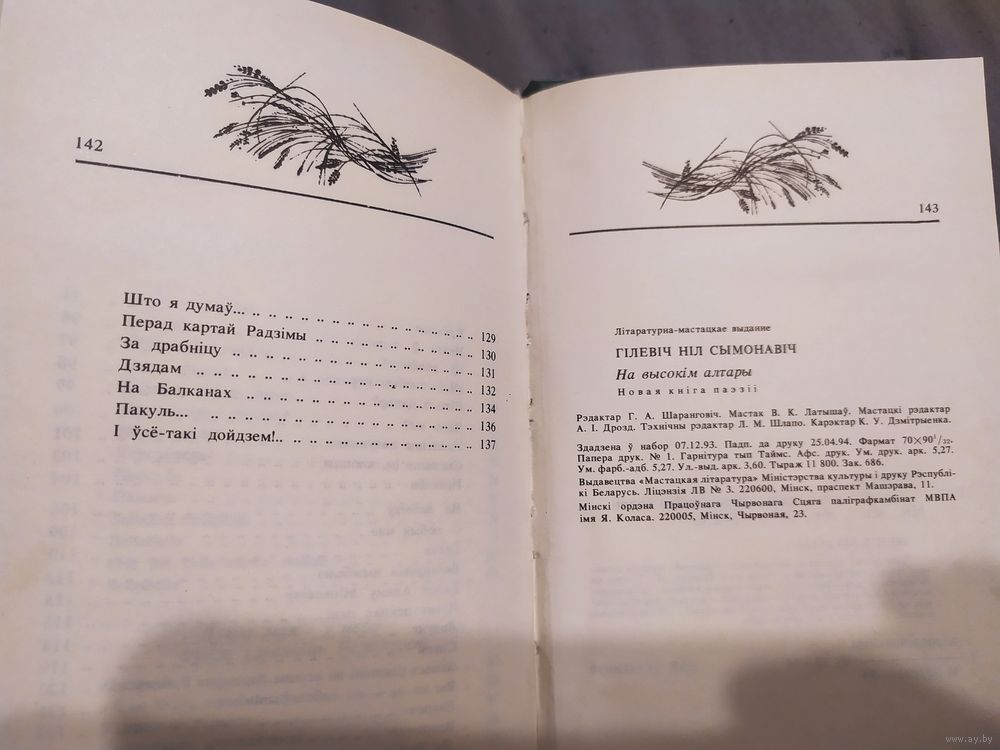 142
Што я думаў... 129
Перад картай Радзімы 130
За драбніцу 131
Дзядам 132
На Балканах 134
Пакуль... 136
І ўсё-такі дойдзем!.. 137
143
Літаратурна-мастацкае выданне
ГІЛЕВІЧ НІЛ СЫМОНАВІЧ
На высокім алтары
Новая кніга паэзіі
Рэдактар Г. А. Шаранговіч. Мастак В. К. Латышаў. Мастацкі рэдактар
А. І. Дрозд. Тэхнічны рэдактар Л. М. Шлапо. Карэктар К. У. Дзмітрыенка.
Здадзена ў набор 07.12.93. Падп. да друку 25.04.94. Фармат 70×90¹/₃₂.
Папера друк. № 1. Гарнітура тып Таймс. Афс. друк. Ум. друк. арк. 5,27.
Ум. фарб.-адб. 5,27. Ул.-выд. арк. 3,60. Тыраж 11 800. Зак. 686.
Выдавецтва «Мастацкая літаратура» Міністэрства культуры і друку Рэспублі-
кі Беларусь. Ліцэнзія ЛВ № 3. 220600, Мінск, праспект Машэрава, 11.
Мінскі ордэна Працоўнага Чырвонага Сцяга паліграфкамбінат МВПА
імя Я. Коласа. 220005, Мінск, Чырвоная, 23.
www.ay.by